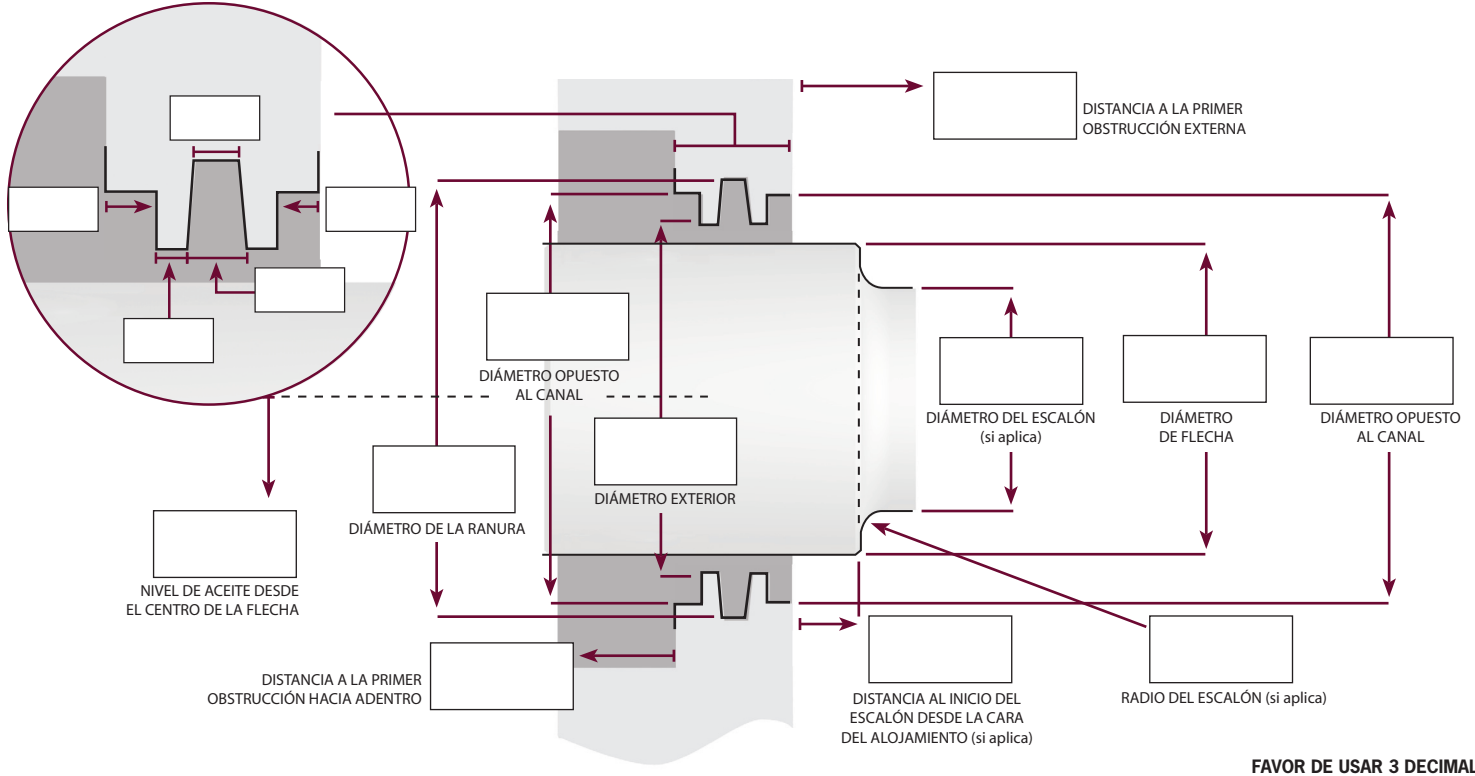 DISTANCIA A LA PRIMER
OBSTRUCCIÓN EXTERNA
DIÁMETRO OPUESTO
AL CANAL
DIÁMETRO DEL ESCALÓN
(si aplica)
DIÁMETRO
DE FLECHA
DIÁMETRO OPUESTO
AL CANAL
DIÁMETRO EXTERIOR
DIÁMETRO DE LA RANURA
NIVEL DE ACEITE DESDE
EL CENTRO DE LA FLECHA
DISTANCIA A LA PRIMER
OBSTRUCCIÓN HACIA ADENTRO
DISTANCIA AL INICIO DEL
ESCALÓN DESDE LA CARA
DEL ALOJAMIENTO (si aplica)
RADIO DEL ESCALÓN (si aplica)
FAVOR DE USAR 3 DECIMAL